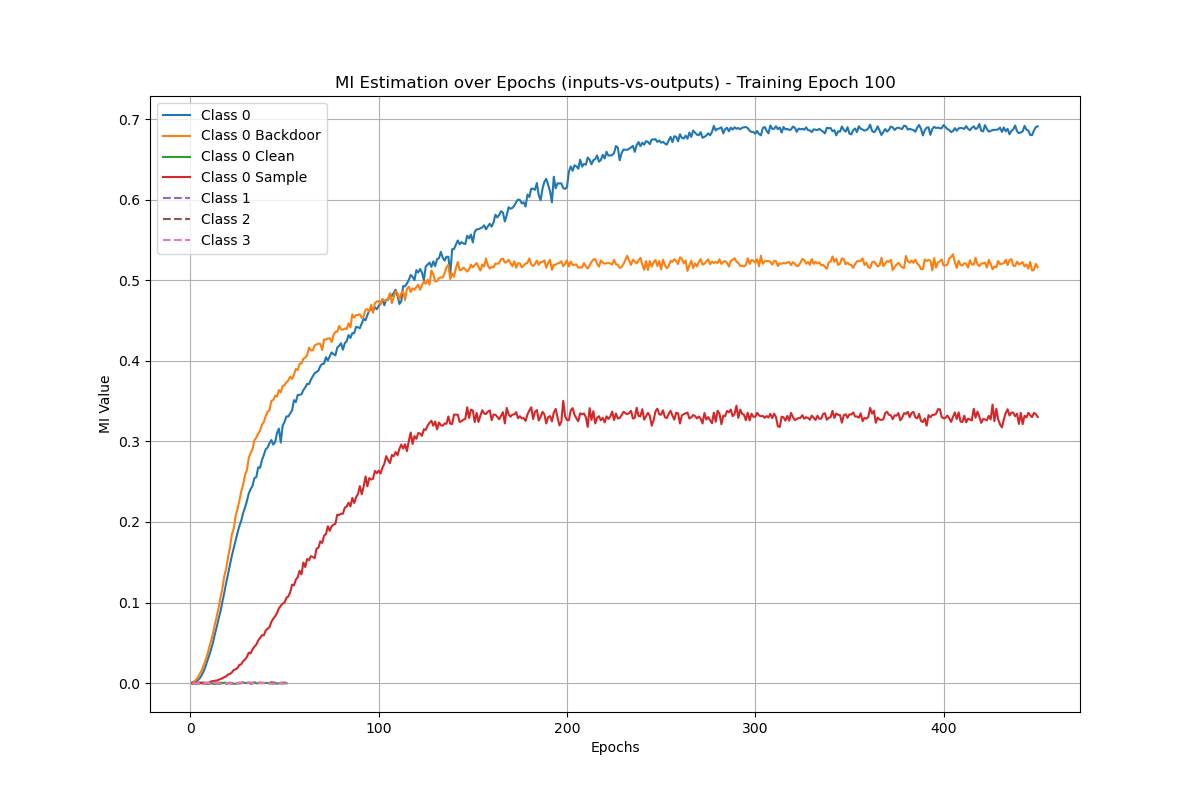 MI Estimation over Epochs (inputs-vs-outputs) - Training Epoch 100
Class 0
Class 0 Backdoor
Class 0 Clean
Class 0 Sample
Class 1
Class 2
Class 3
MI Value
0.7
0.6
0.5
0.4
0.3
0.2
0.1
0.0
0 100 200 300 400
Epochs